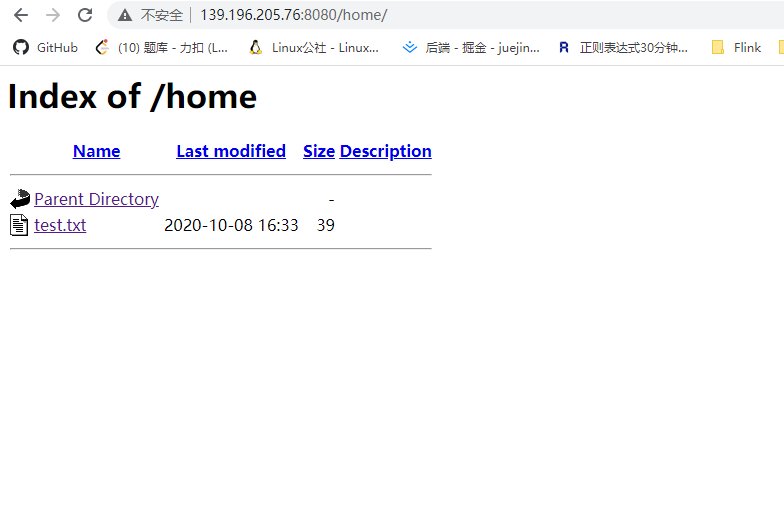 不安全 139.196.205.76:8080/home/
GitHub (10) 题库 - 力扣 (L... Linux公社 - Linux... 后端 - 掘金 - juejin... R 正则表达式30分钟... Flink
Index of /home
Name Last modified Size Description
Parent Directory -
test.txt 2020-10-08 16:33 39